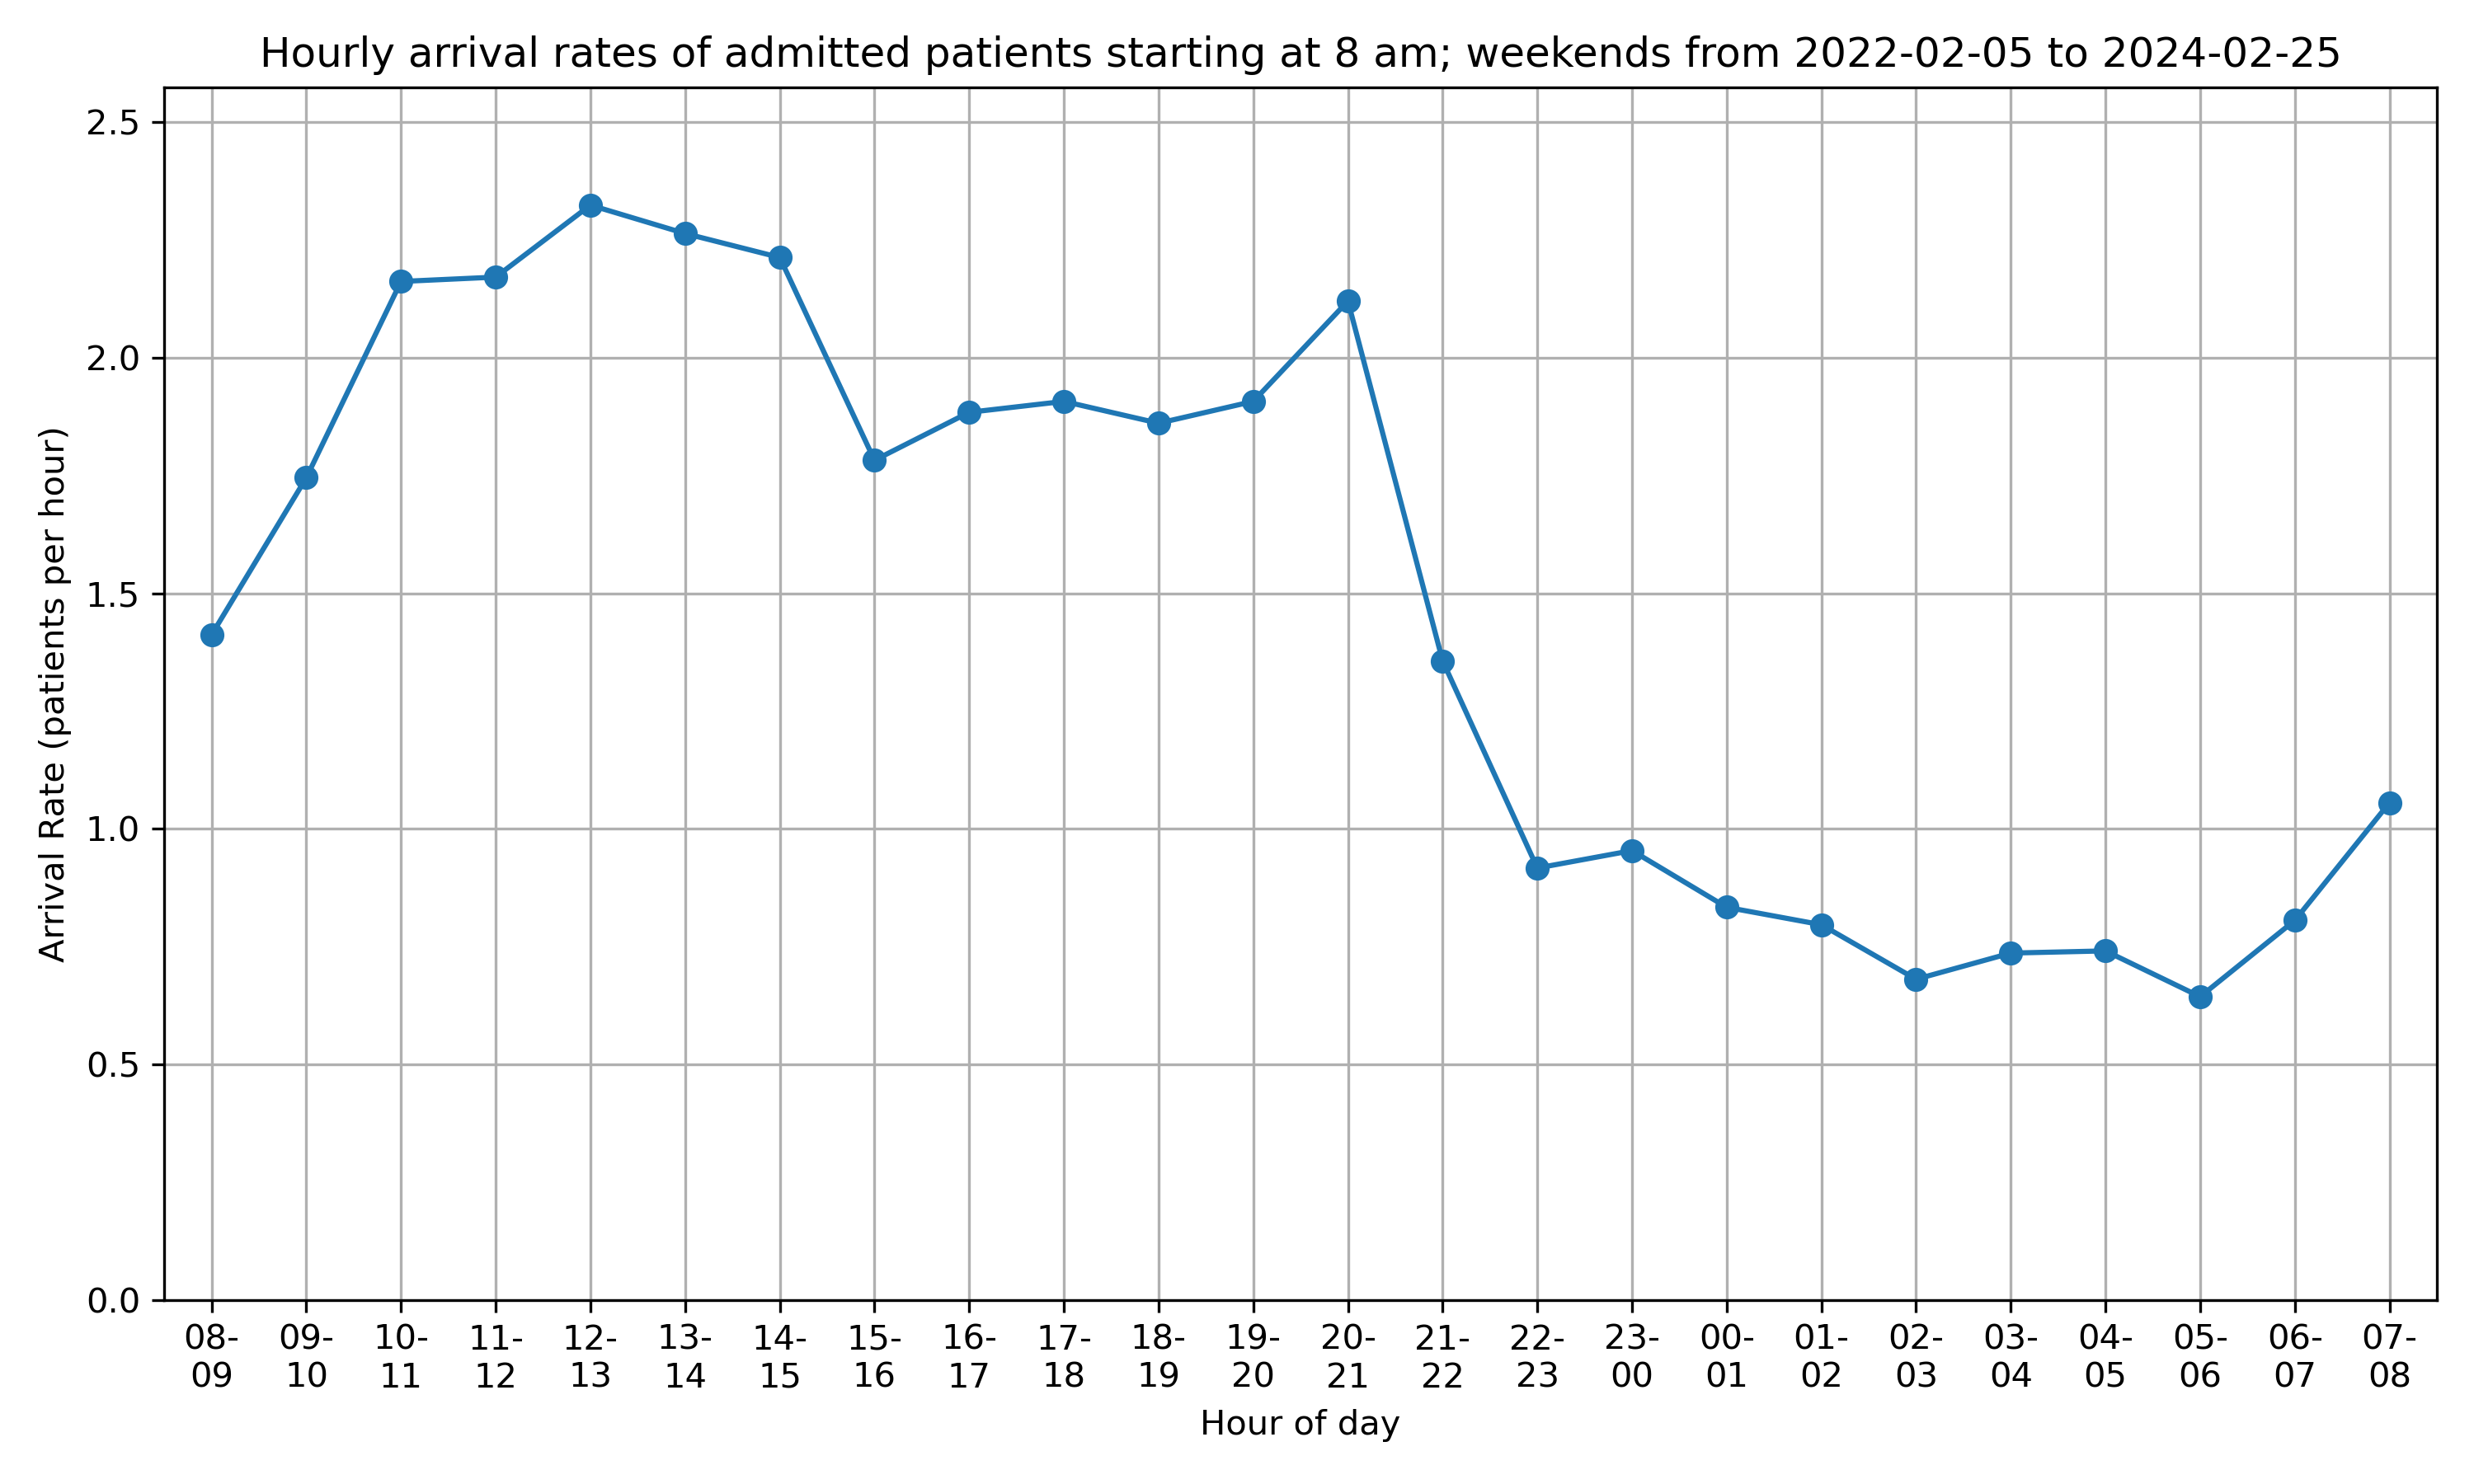 Hourly arrival rates of admitted patients starting at 8 am; weekends from 2022-02-05 to 2024-02-25
Arrival Rate (patients per hour)
2.5
2.0
1.5
1.0
0.5
0.0
08- 09- 10- 11- 12- 13- 14- 15- 16- 17- 18- 19- 20- 21- 22- 23- 00- 01- 02- 03- 04- 05- 06- 07-
09 10 11 12 13 14 15 16 17 18 19 20 21 22 23 00 01 02 03 04 05 06 07 08
Hour of day